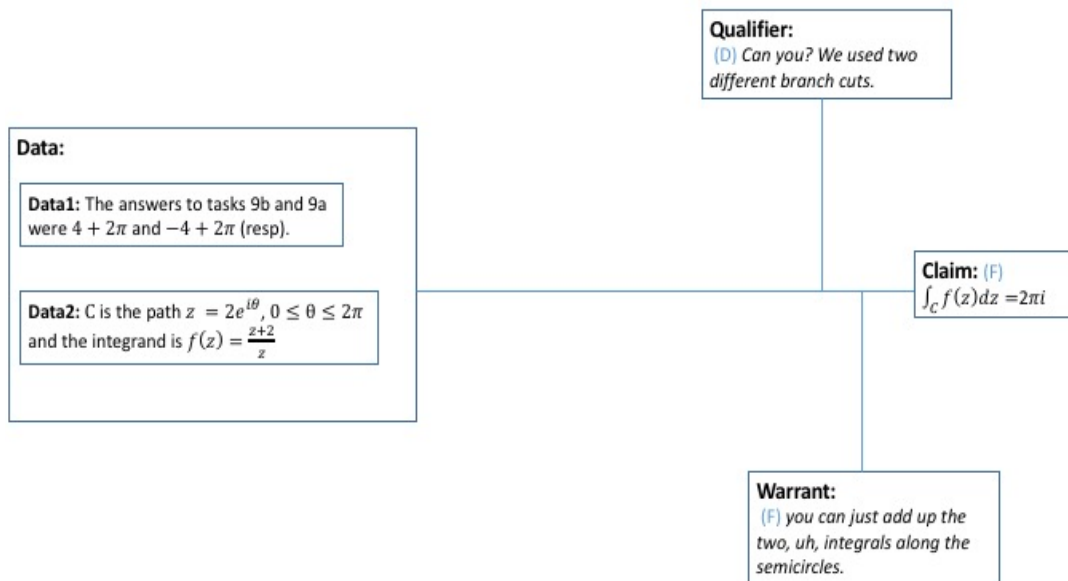 Qualifier:
(D) Can you? We used two
different branch cuts.
Data:
Data1: The answers to tasks 9b and 9a
were 4 + 2π and −4 + 2π (resp).
Data2: C is the path z = 2e^{iθ}, 0 ≤ θ ≤ 2π
and the integrand is f(z) = \frac{z+2}{z}
Claim: (F)
∫_C f(z)dz =2πi
Warrant:
(F) you can just add up the
two, uh, integrals along the
semicircles.